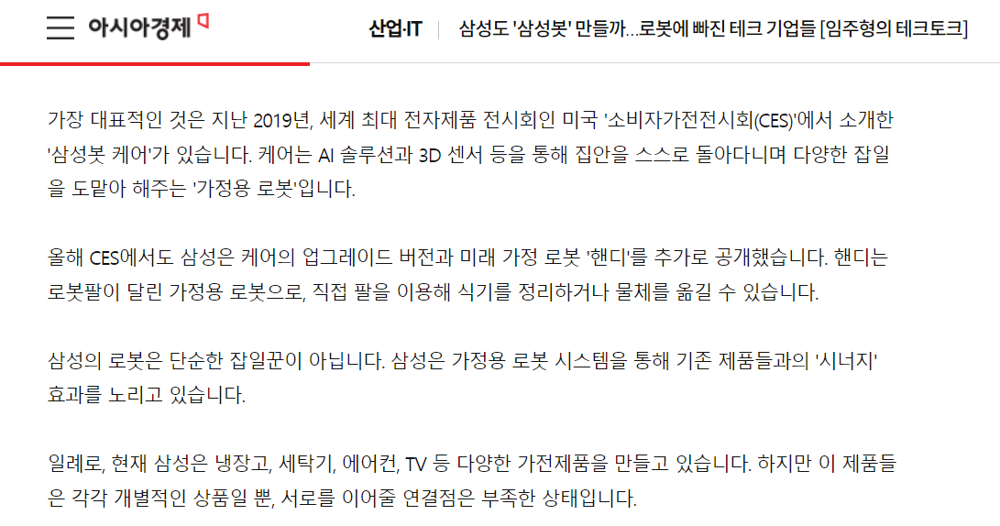 아시아경제
산업·IT
삼성도 '삼성봇' 만들까…로봇에 빠진 테크 기업들 [임주형의 테크토크]
가장 대표적인 것은 지난 2019년, 세계 최대 전자제품 전시회인 미국 '소비자가전전시회(CES)'에서 소개한
'삼성봇 케어'가 있습니다. 케어는 AI 솔루션과 3D 센서 등을 통해 집안을 스스로 돌아다니며 다양한 잡일
을 도맡아 해주는 '가정용 로봇'입니다.
올해 CES에서도 삼성은 케어의 업그레이드 버전과 미래 가정 로봇 '핸디'를 추가로 공개했습니다. 핸디는
로봇팔이 달린 가정용 로봇으로, 직접 팔을 이용해 식기를 정리하거나 물체를 옮길 수 있습니다.
삼성의 로봇은 단순한 잡일꾼이 아닙니다. 삼성은 가정용 로봇 시스템을 통해 기존 제품들과의 '시너지'
효과를 노리고 있습니다.
일례로, 현재 삼성은 냉장고, 세탁기, 에어컨, TV 등 다양한 가전제품을 만들고 있습니다. 하지만 이 제품들
은 각각 개별적인 상품일 뿐, 서로를 이어줄 연결점은 부족한 상태입니다.